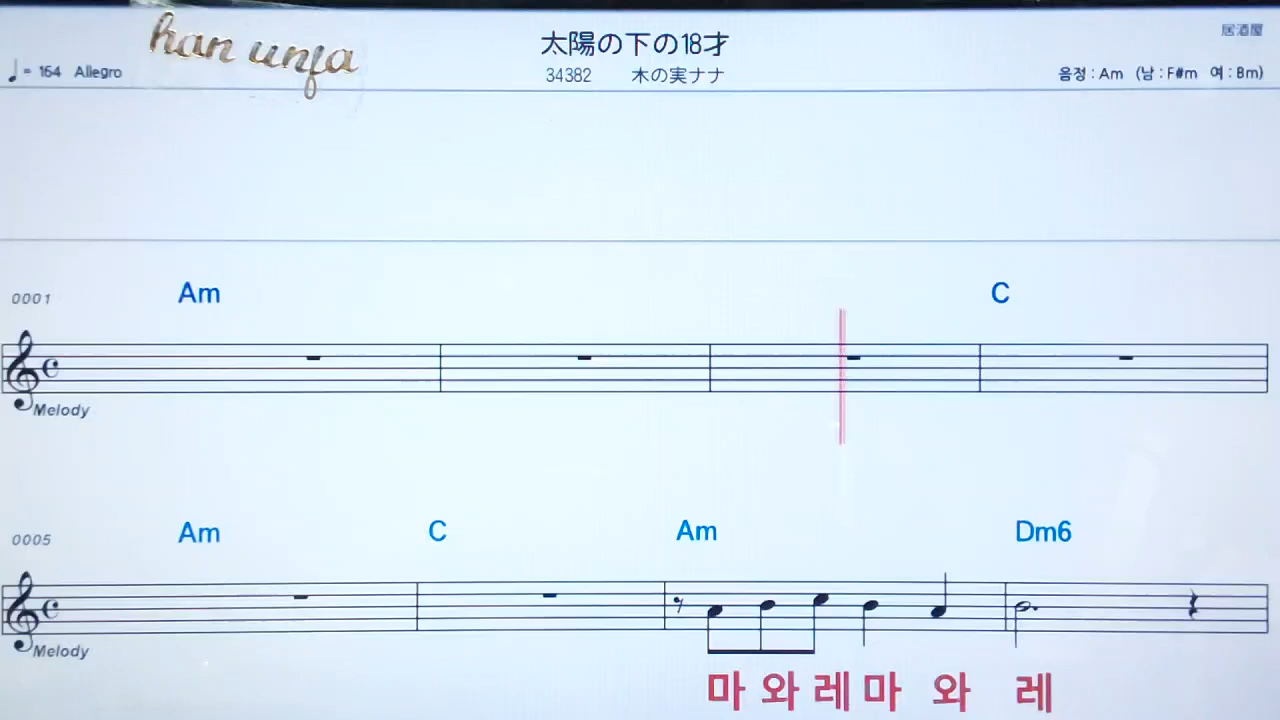 han unja
太陽の下の18才
居酒屋
♩= 164 Allegro
34382 木の実ナナ
음정 : Am (남 : F#m 여 : Bm)
0001 Am C
Melody
0005 Am C Am Dm6
Melody
마 와 레 마 와 레